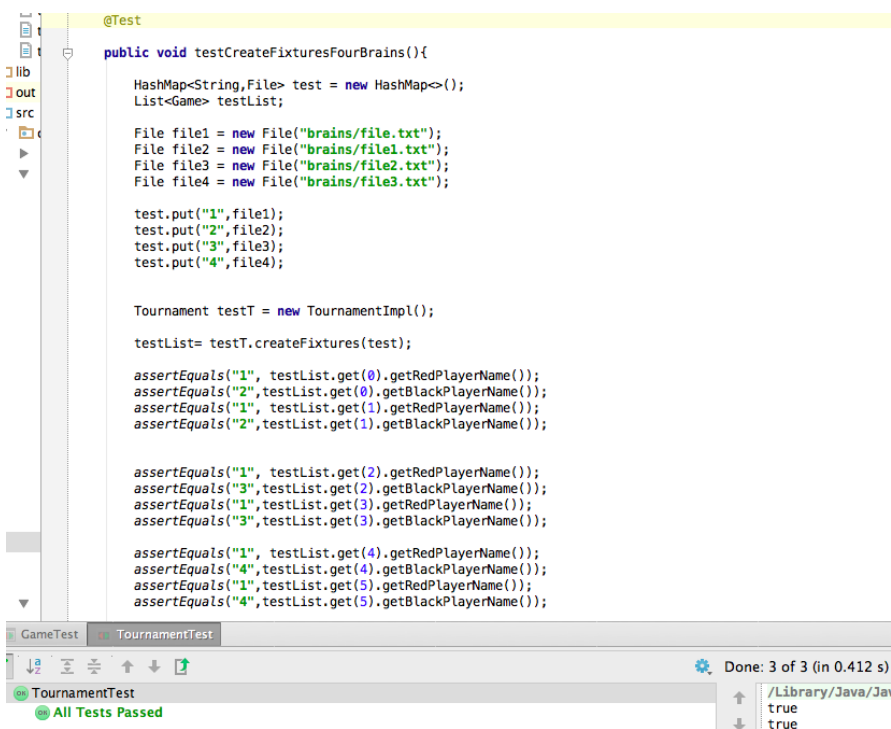 @Test
public void testCreateFixturesFourBrains(){
lib
HashMap<String,File> test = new HashMap<>();
out
List<Game> testList;
src
File file1 = new File("brains/file.txt");
File file2 = new File("brains/file1.txt");
File file3 = new File("brains/file2.txt");
File file4 = new File("brains/file3.txt");
test.put("1",file1);
test.put("2",file2);
test.put("3",file3);
test.put("4",file4);
Tournament testT = new TournamentImpl();
testList= testT.createFixtures(test);
assertEquals("1", testList.get(0).getRedPlayerName());
assertEquals("2",testList.get(0).getBlackPlayerName());
assertEquals("1", testList.get(1).getRedPlayerName());
assertEquals("2",testList.get(1).getBlackPlayerName());
assertEquals("1", testList.get(2).getRedPlayerName());
assertEquals("3",testList.get(2).getBlackPlayerName());
assertEquals("1",testList.get(3).getRedPlayerName());
assertEquals("3",testList.get(3).getBlackPlayerName());
assertEquals("1", testList.get(4).getRedPlayerName());
assertEquals("4",testList.get(4).getBlackPlayerName());
assertEquals("1",testList.get(5).getRedPlayerName());
assertEquals("4",testList.get(5).getBlackPlayerName());
GameTest TournamentTest
Done: 3 of 3 (in 0.412 s)
TournamentTest
All Tests Passed
/Library/Java/Jav
true
true